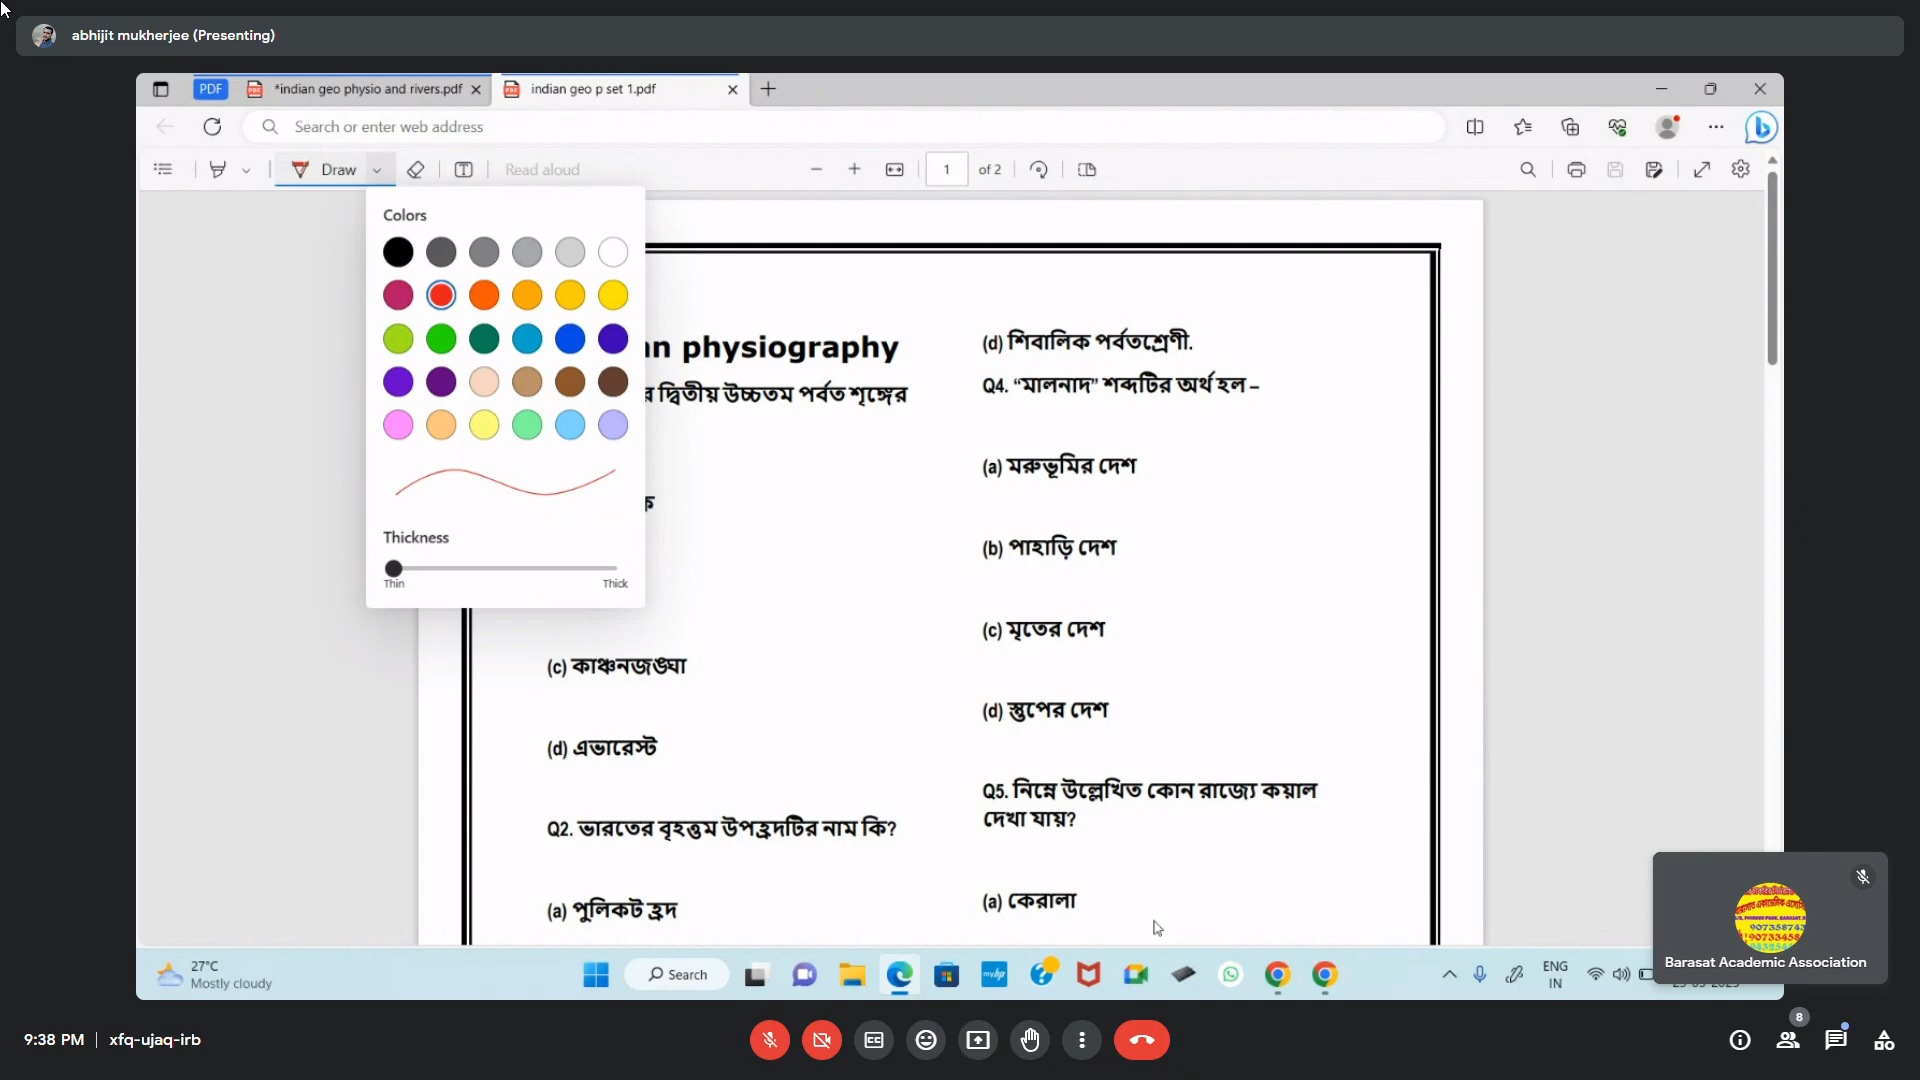 abhijit mukherjee (Presenting)
PDF
*indian geo physio and rivers.pdf
indian geo p set 1.pdf
Search or enter web address
Draw
Read aloud
1
of 2
Colors
Thickness
Thin
Thick
physiography
দ্বিতীয় উচ্চতম পর্বত শৃঙ্গের
(c) কাঞ্চনজঙ্ঘা
(d) এভারেস্ট
Q2. ভারতের বৃহত্তম উপহ্রদটির নাম কি?
(a) পুলিকট হ্রদ
(d) শিবালিক পর্বতশ্রেণী.
Q4. “মালনাদ” শব্দটির অর্থ হল –
(a) মরুভূমির দেশ
(b) পাহাড়ি দেশ
(c) মৃতের দেশ
(d) স্তুপের দেশ
Q5. নিম্নে উল্লেখিত কোন রাজ্যে কয়াল
দেখা যায়?
(a) কেরালা
Barasat Academic Association
27°C
Mostly cloudy
Search
ENG
IN
9:38 PM | xfq-ujaq-irb
8